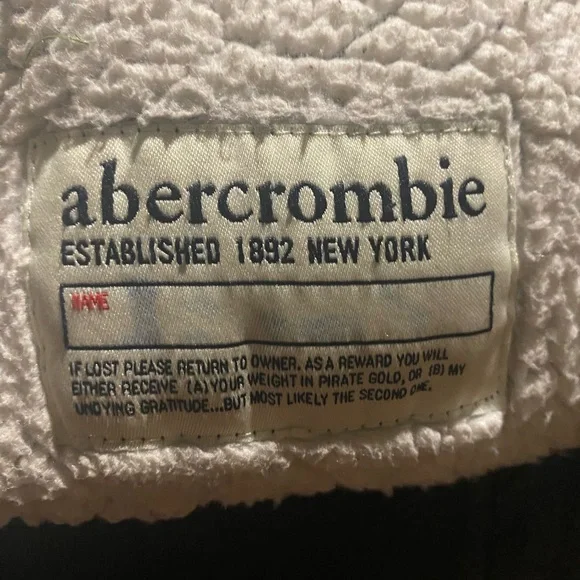 abercrombie
ESTABLISHED 1892 NEW YORK
NAME
IF LOST PLEASE RETURN TO OWNER. AS A REWARD YOU WILL
EITHER RECEIVE (A) YOUR WEIGHT IN PIRATE GOLD, OR (B) MY
UNDYING GRATITUDE...BUT MOST LIKELY THE SECOND ONE.